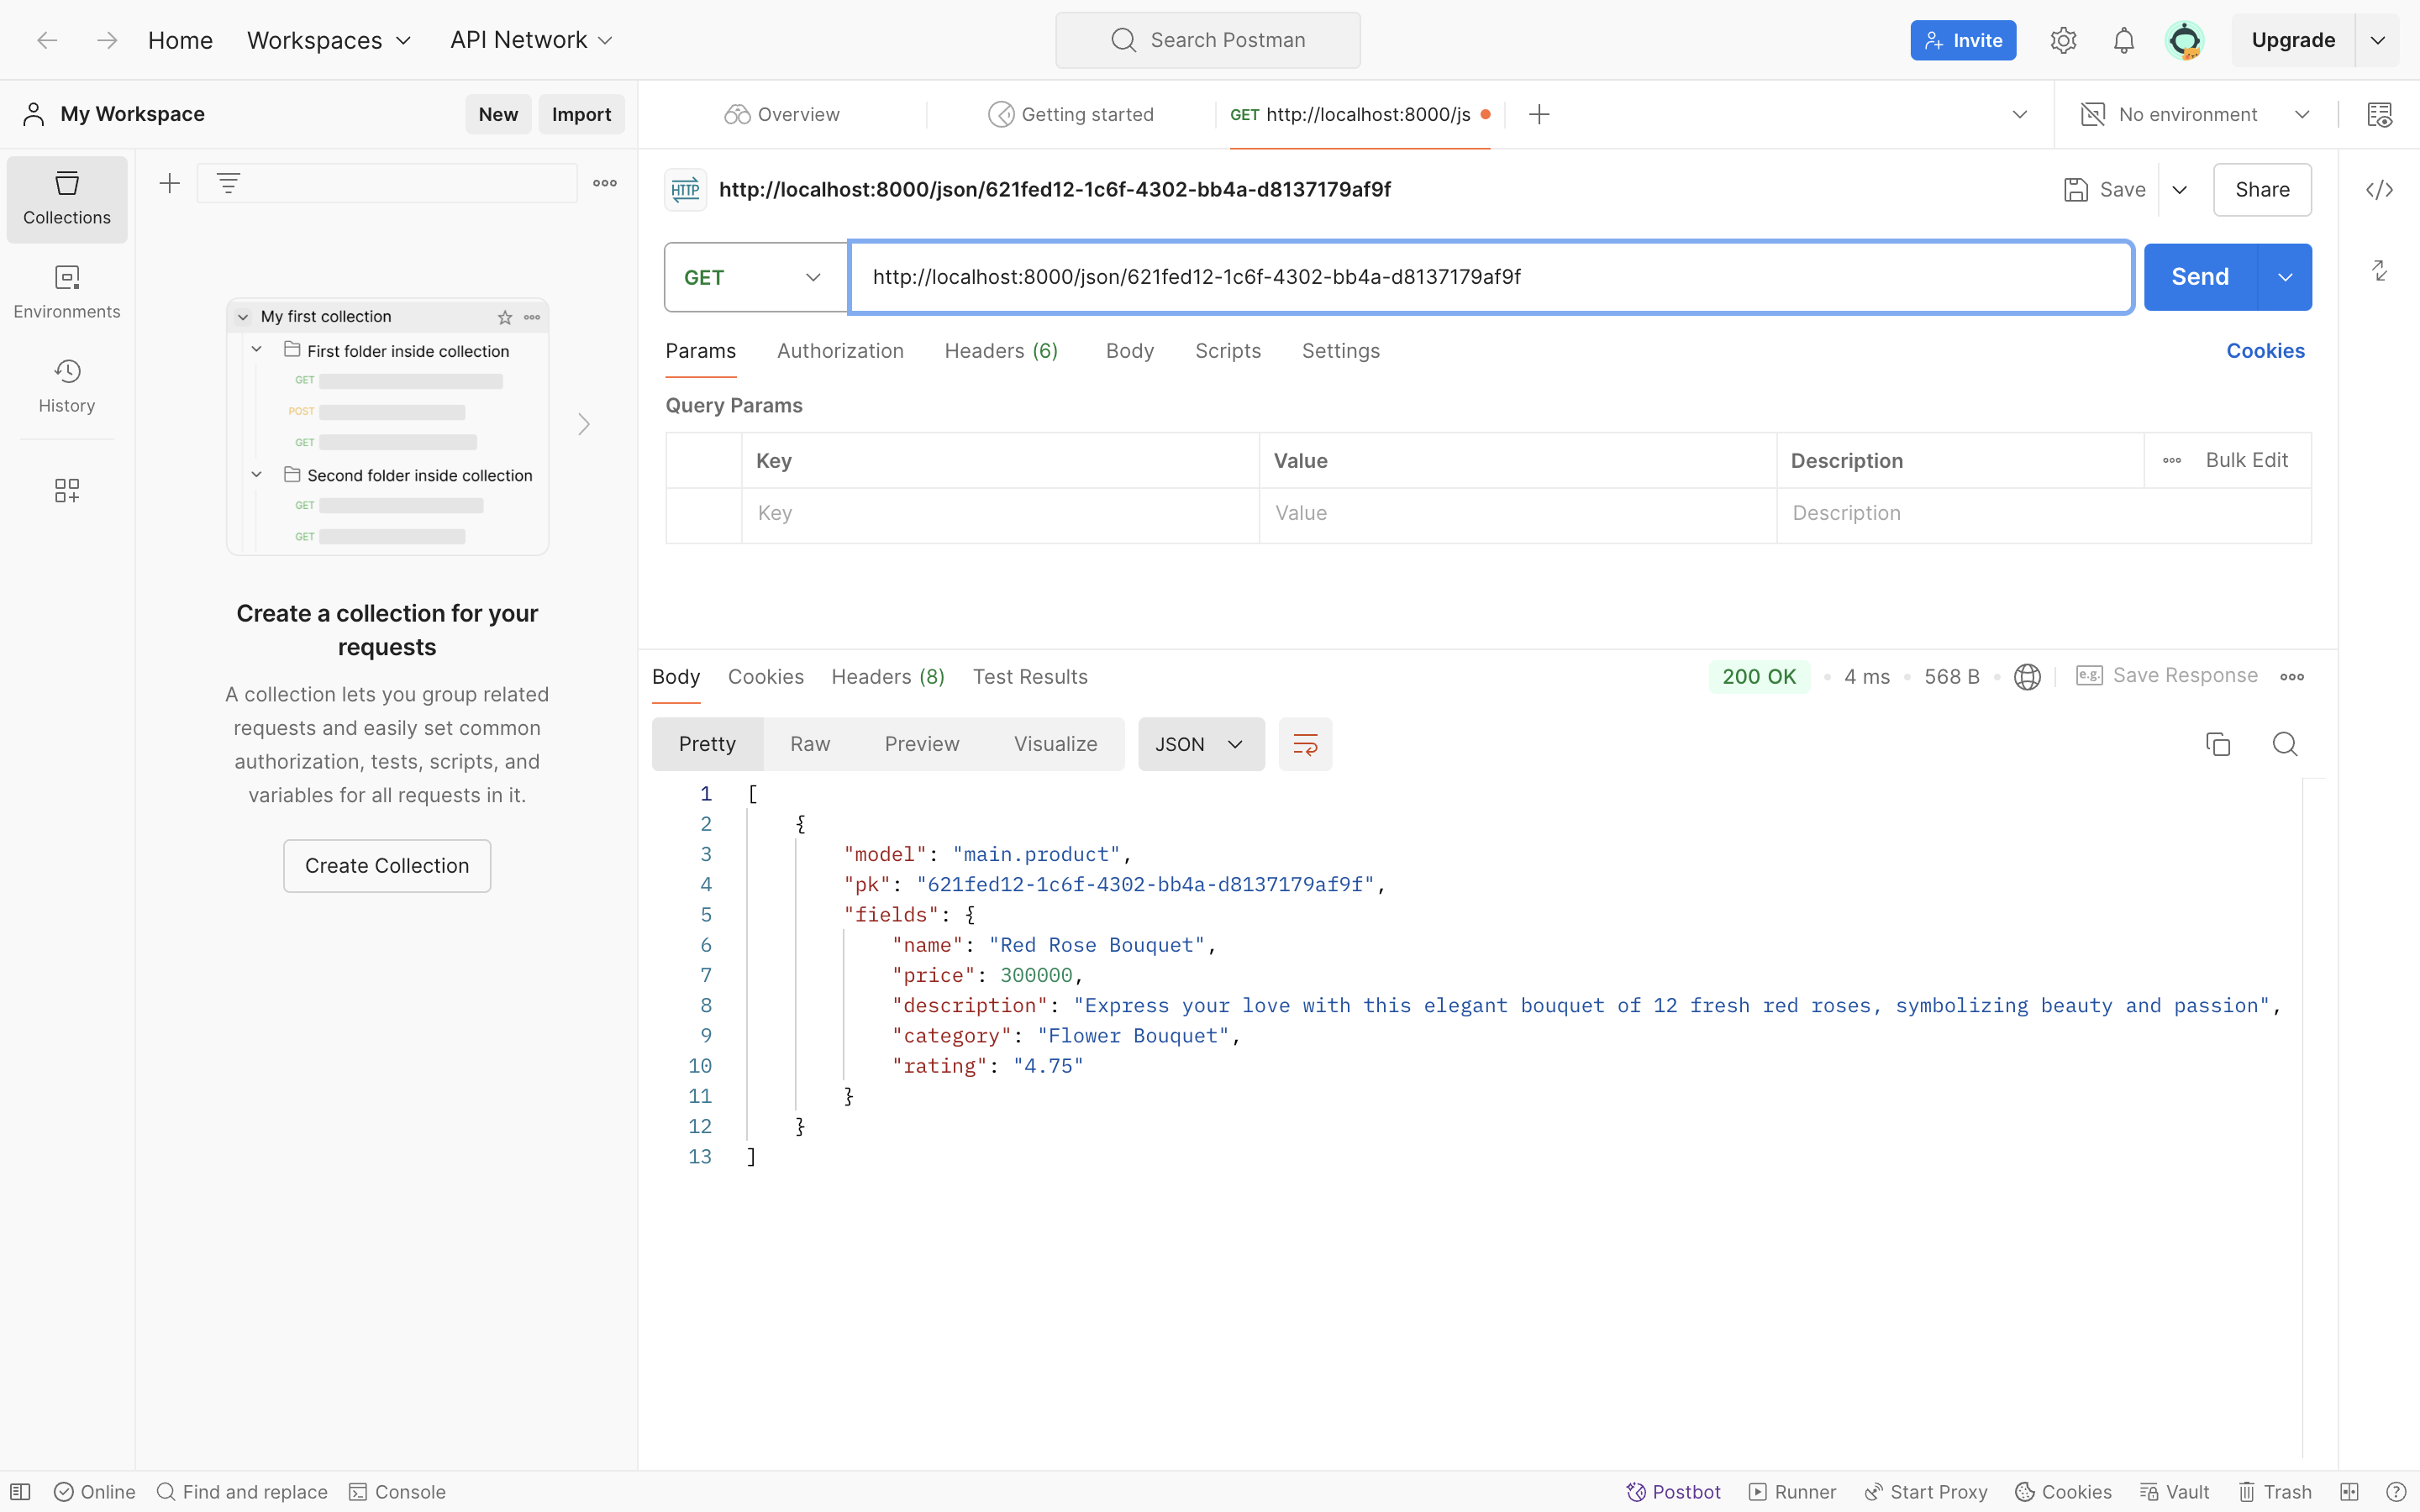 Home Workspaces API Network Search Postman Invite Upgrade
My Workspace New Import Overview Getting started GET http://localhost:8000/js No environment
Collections
Environments
History
My first collection
First folder inside collection
GET
POST
GET
Second folder inside collection
GET
GET
Create a collection for your
requests
A collection lets you group related
requests and easily set common
authorization, tests, scripts, and
variables for all requests in it.
Create Collection
HTTP http://localhost:8000/json/621fed12-1c6f-4302-bb4a-d8137179af9f Save Share
GET http://localhost:8000/json/621fed12-1c6f-4302-bb4a-d8137179af9f Send
Params Authorization Headers (6) Body Scripts Settings Cookies
Query Params
Key Value Description Bulk Edit
Key Value Description
Body Cookies Headers (8) Test Results 200 OK • 4 ms • 568 B • e.g. Save Response
Pretty Raw Preview Visualize JSON
1 [
2 {
3 "model": "main.product",
4 "pk": "621fed12-1c6f-4302-bb4a-d8137179af9f",
5 "fields": {
6 "name": "Red Rose Bouquet",
7 "price": 300000,
8 "description": "Express your love with this elegant bouquet of 12 fresh red roses, symbolizing beauty and passion",
9 "category": "Flower Bouquet",
10 "rating": "4.75"
11 }
12 }
13 ]
Online Find and replace Console Postbot Runner Start Proxy Cookies Vault Trash